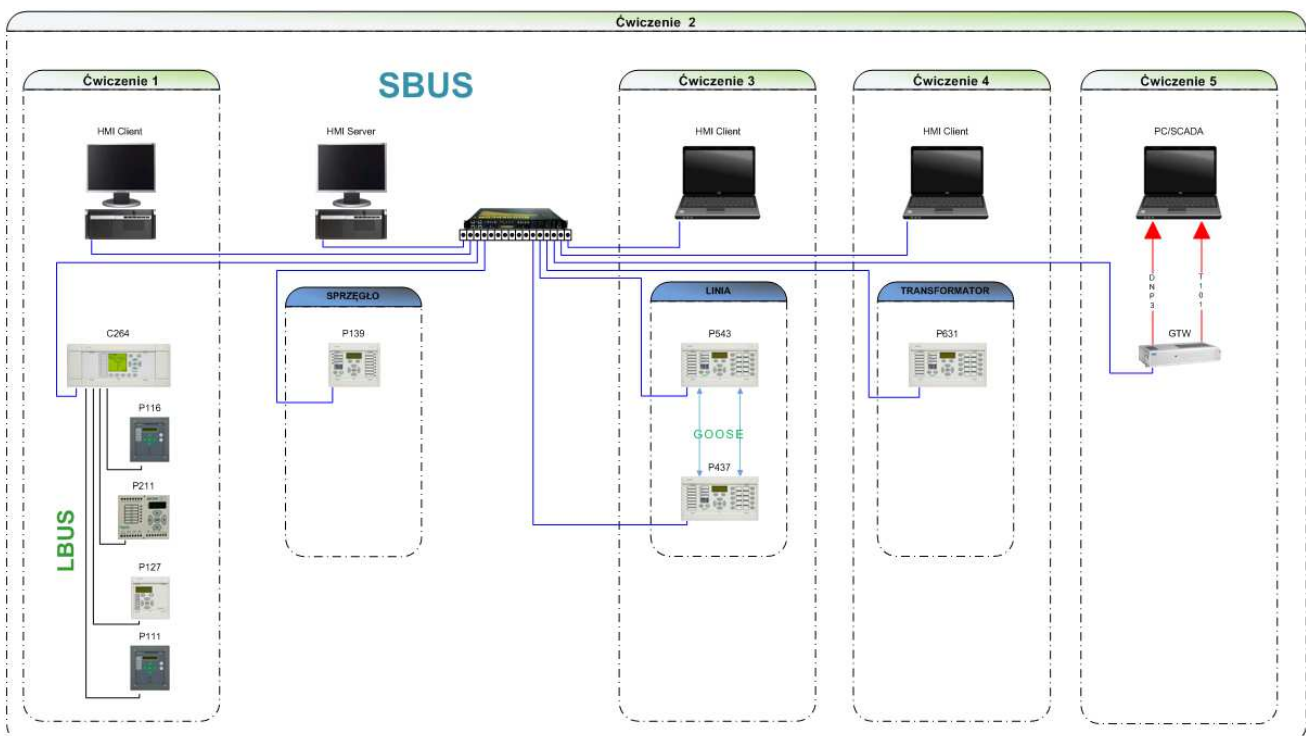 Ćwiczenie 2
Ćwiczenie 1
SBUS
Ćwiczenie 3
Ćwiczenie 4
Ćwiczenie 5
HMI Client
HMI Server
HMI Client
HMI Client
PC/SCADA
DNP3
T101
SPRZĘGŁO
LINIA
TRANSFORMATOR
C264
P139
P543
P631
GTW
P116
GOOSE
P437
P211
LBUS
P127
P111